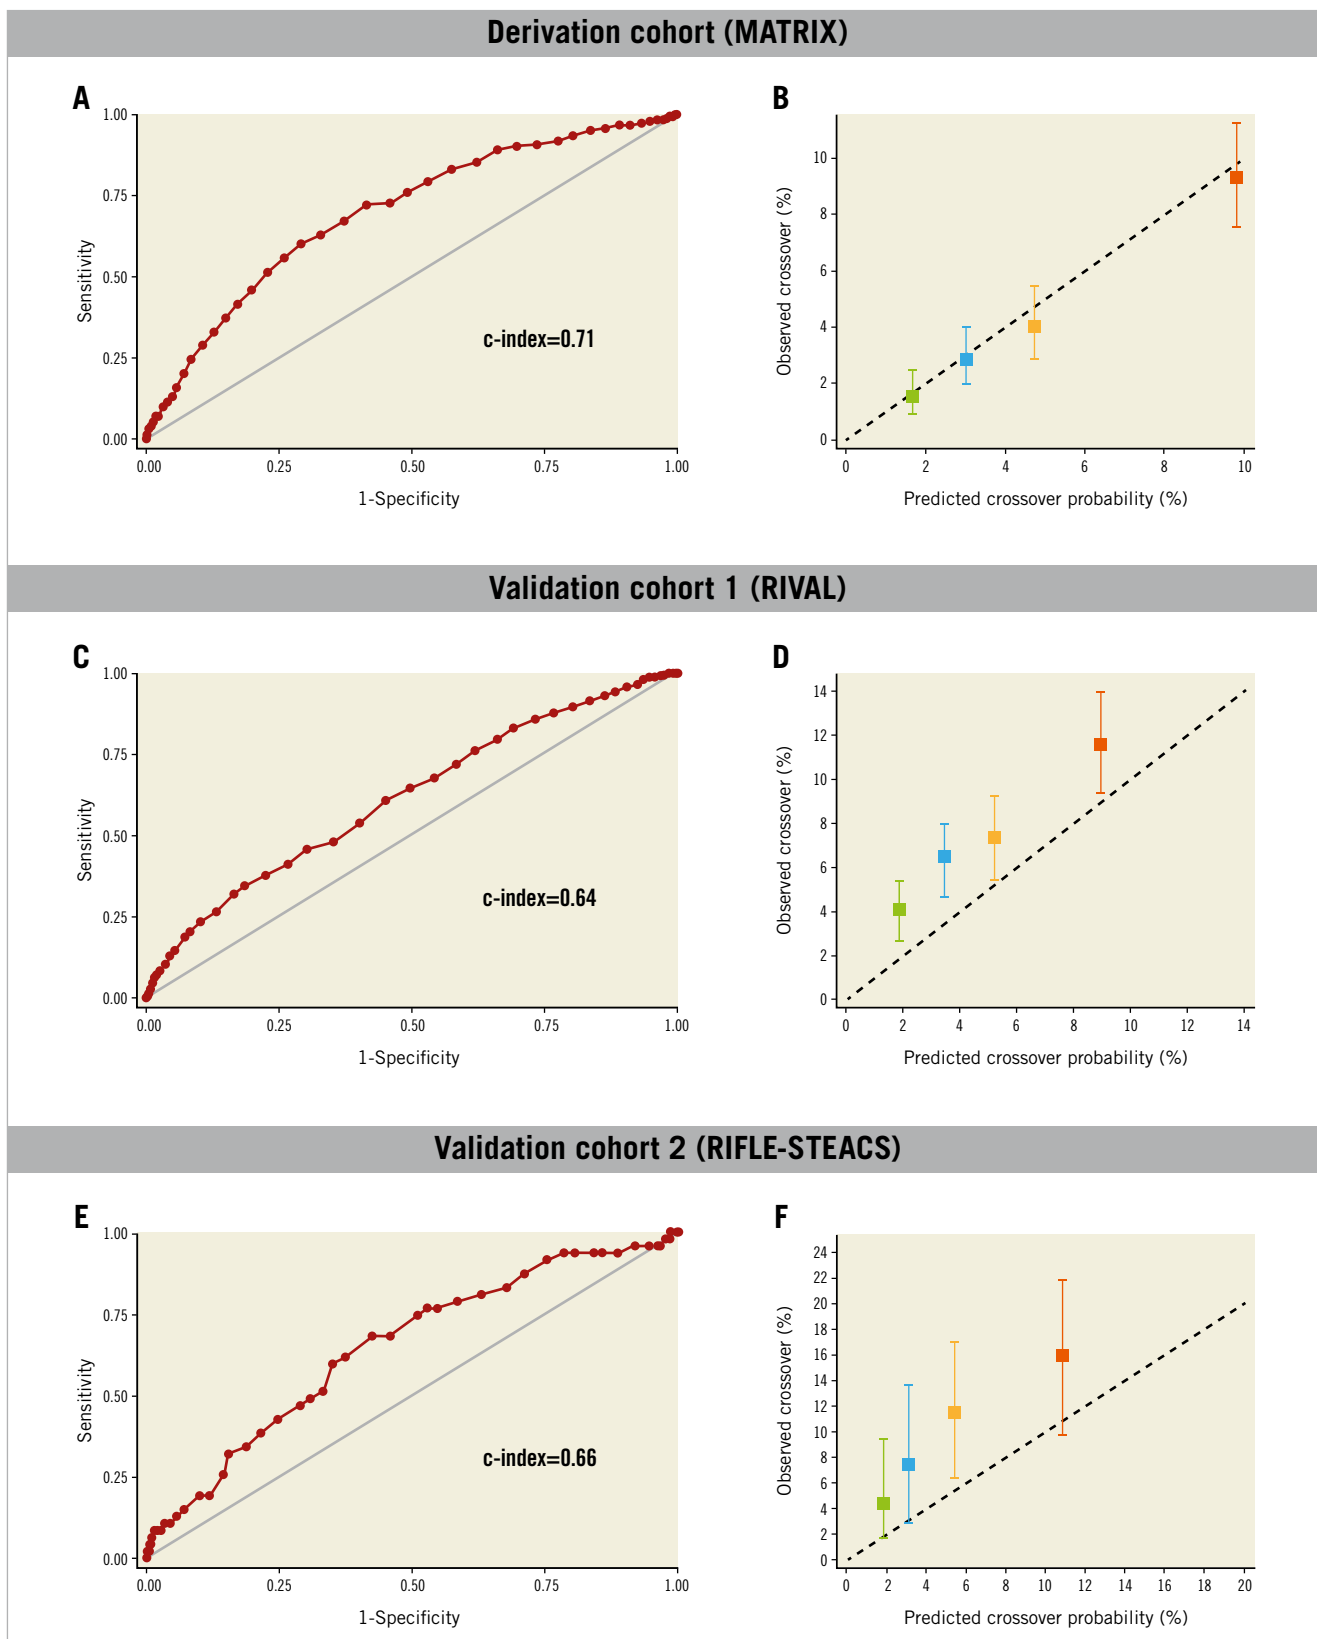 Derivation cohort (MATRIX)
A
1.00
0.75
0.50
0.25
0.00
Sensitivity
c-index=0.71
0.00 0.25 0.50 0.75 1.00
1-Specificity
B
10
8
6
4
2
0
Observed crossover (%)
0 2 4 6 8 10
Predicted crossover probability (%)
Validation cohort 1 (RIVAL)
C
1.00
0.75
0.50
0.25
0.00
Sensitivity
c-index=0.64
0.00 0.25 0.50 0.75 1.00
1-Specificity
D
14
12
10
8
6
4
2
0
Observed crossover (%)
0 2 4 6 8 10 12 14
Predicted crossover probability (%)
Validation cohort 2 (RIFLE-STEACS)
E
1.00
0.75
0.50
0.25
0.00
Sensitivity
c-index=0.66
0.00 0.25 0.50 0.75 1.00
1-Specificity
F
24
22
20
18
16
14
12
10
8
6
4
2
0
Observed crossover (%)
0 2 4 6 8 10 12 14 16 18 20
Predicted crossover probability (%)